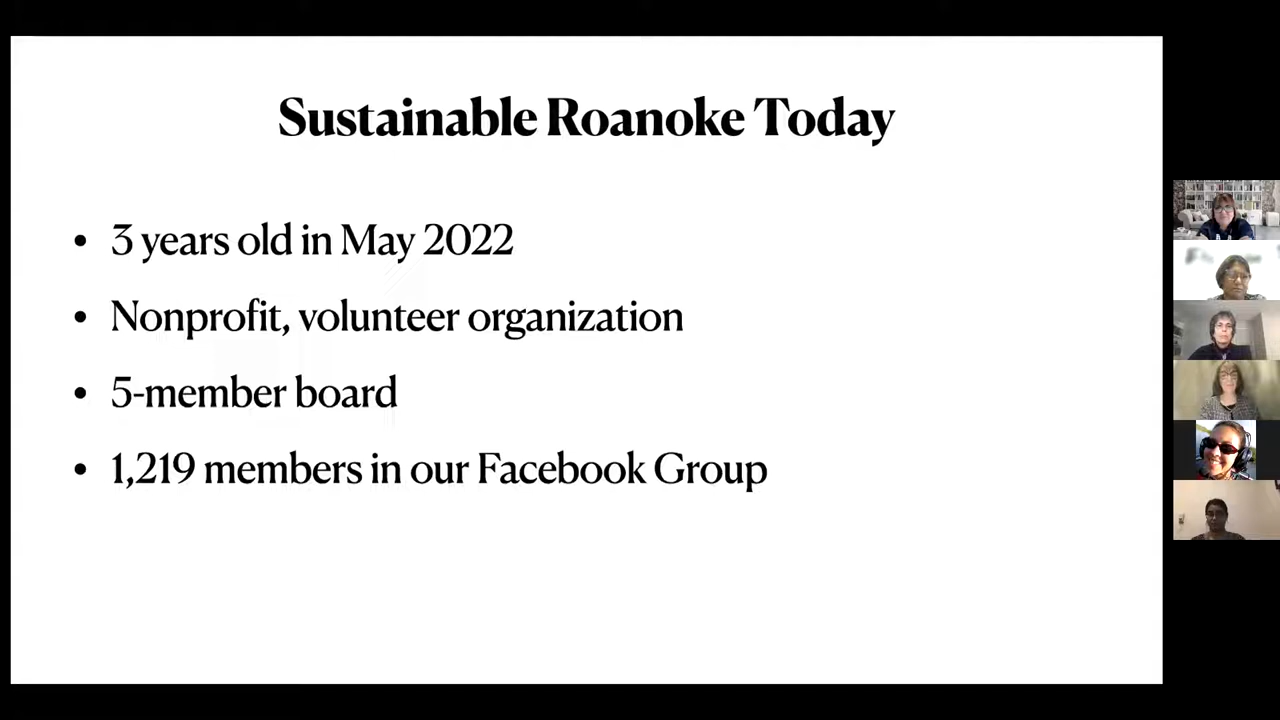 Sustainable Roanoke Today
• 3 years old in May 2022
• Nonprofit, volunteer organization
• 5-member board
• 1,219 members in our Facebook Group